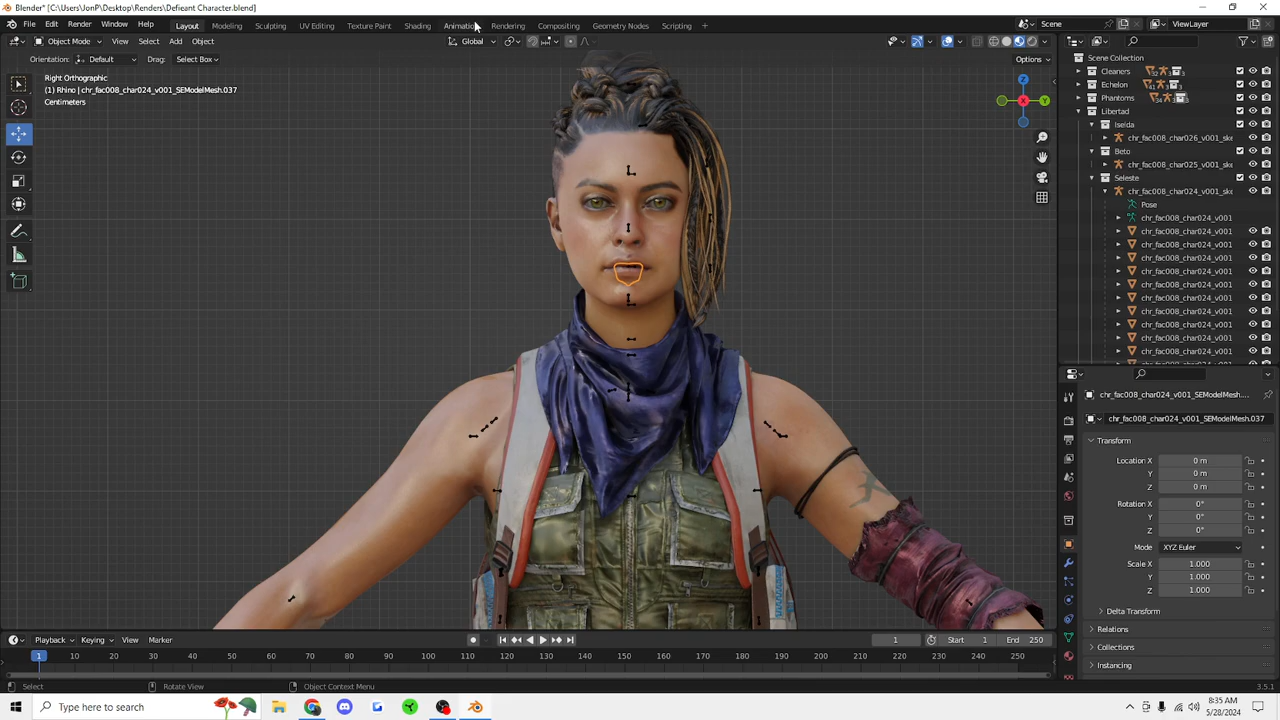 Blender* [C:\Users\JonP\Desktop\Renders\Deficant Character.blend]
File Edit Render Window Help Layout Modeling Sculpting UV Editing Texture Paint Shading Animation Rendering Compositing Geometry Nodes Scripting + Scene ViewLayer
Object Mode View Select Add Object Global
Orientation: Default Drag: Select Box Options
Right Orthographic
(1) Rhino | chr_fac008_char024_v001_SEModelMesh.037
Centimeters
Z
X
Y
Scene Collection
Cleaners
Echelon
Phantoms
Libertad
Iselda
chr_fac008_char026_v001_ske
Beto
chr_fac008_char025_v001_ske
Seleste
chr_fac008_char024_v001_ske
Pose
chr_fac008_char024_v001
chr_fac008_char024_v001
chr_fac008_char024_v001
chr_fac008_char024_v001
chr_fac008_char024_v001
chr_fac008_char024_v001
chr_fac008_char024_v001
chr_fac008_char024_v001
chr_fac008_char024_v001
chr_fac008_char024_v001
chr_fac008_char024_v001
chr_fac008_char024_v001_SEModelMesh....
chr_fac008_char024_v001_SEModelMesh.037
Transform
Location X 0 m
Y 0 m
Z 0 m
Rotation X 0°
Y 0°
Z 0°
Mode XYZ Euler
Scale X 1.000
Y 1.000
Z 1.000
Delta Transform
Relations
Collections
Instancing
Playback Keying View Marker 1 Start 1 End 250
1 10 20 30 40 50 60 70 80 90 100 110 120 130 140 150 160 170 180 190 200 210 220 230 240 250
Select Rotate View Object Context Menu 3.5.1
Type here to search
8:35 AM
5/28/2024